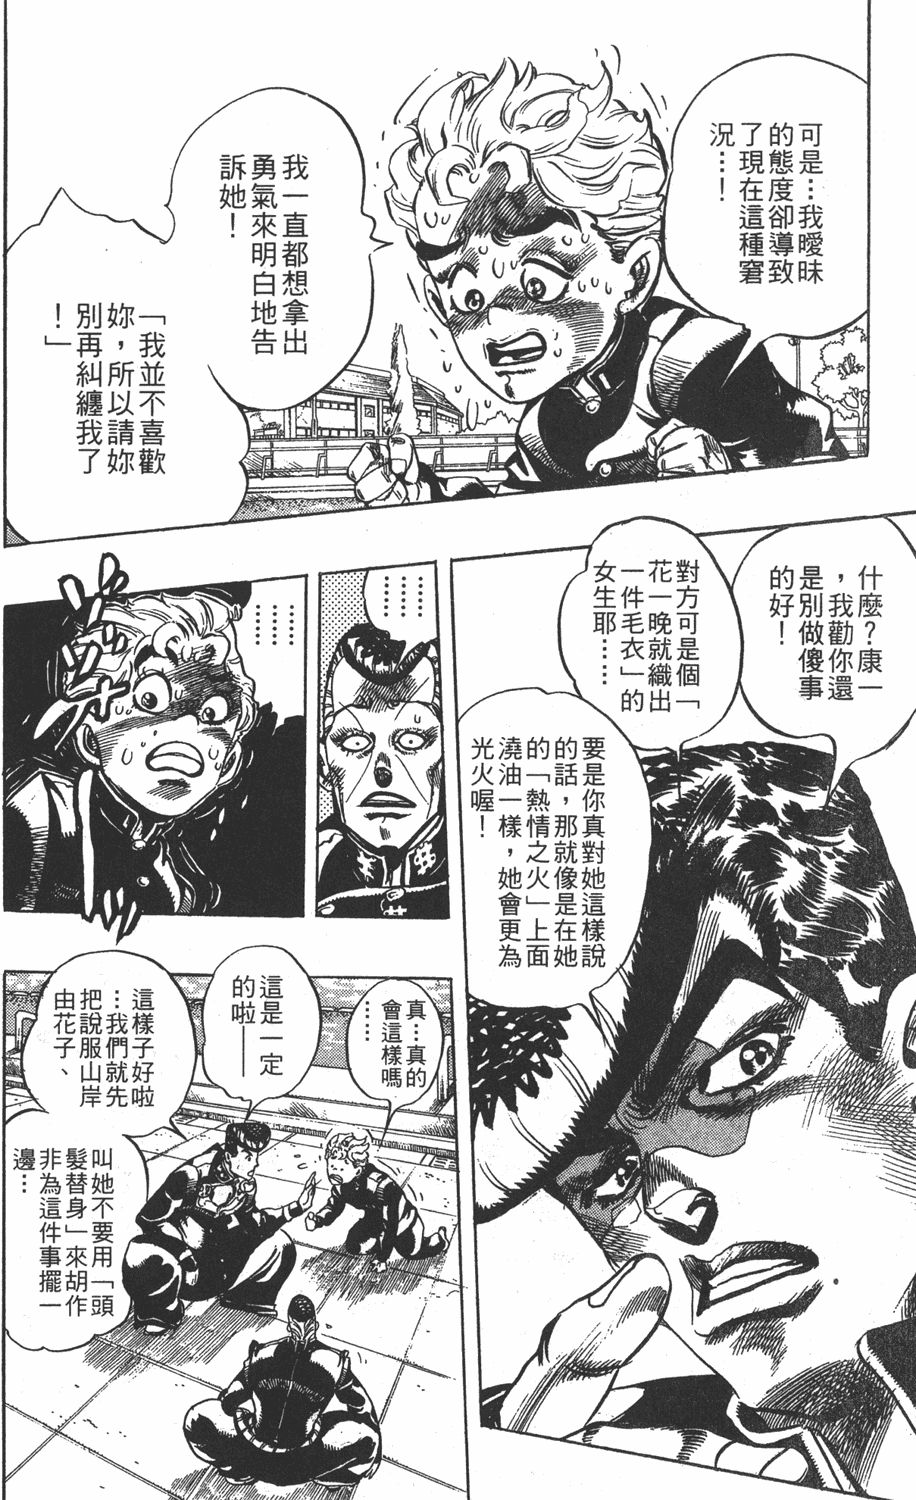 可是…我曖昧
的態度卻導致
了現在這種窘
況…！
我一直都想拿出
勇氣來明白地告
訴她！
「我並不喜歡
妳，所以請妳
別再糾纏我了
！」
什麼？康一
，我勸你還
是別做傻事
的好！
對方可是個「
花一晚就織出
一件毛衣」的
女生耶……
要是你真對她這樣說
的話，那就像是在她
的「熱情之火」上面
澆油一樣，她會更為
光火喔！
………
………
………
………
真…真的
會這樣嗎
……
這是一定
的啦——
這樣子好啦
…我們就先
把說服山岸
由花子、
叫她不要用「頭
髮替身」來胡作
非為這件事擺一
邊…